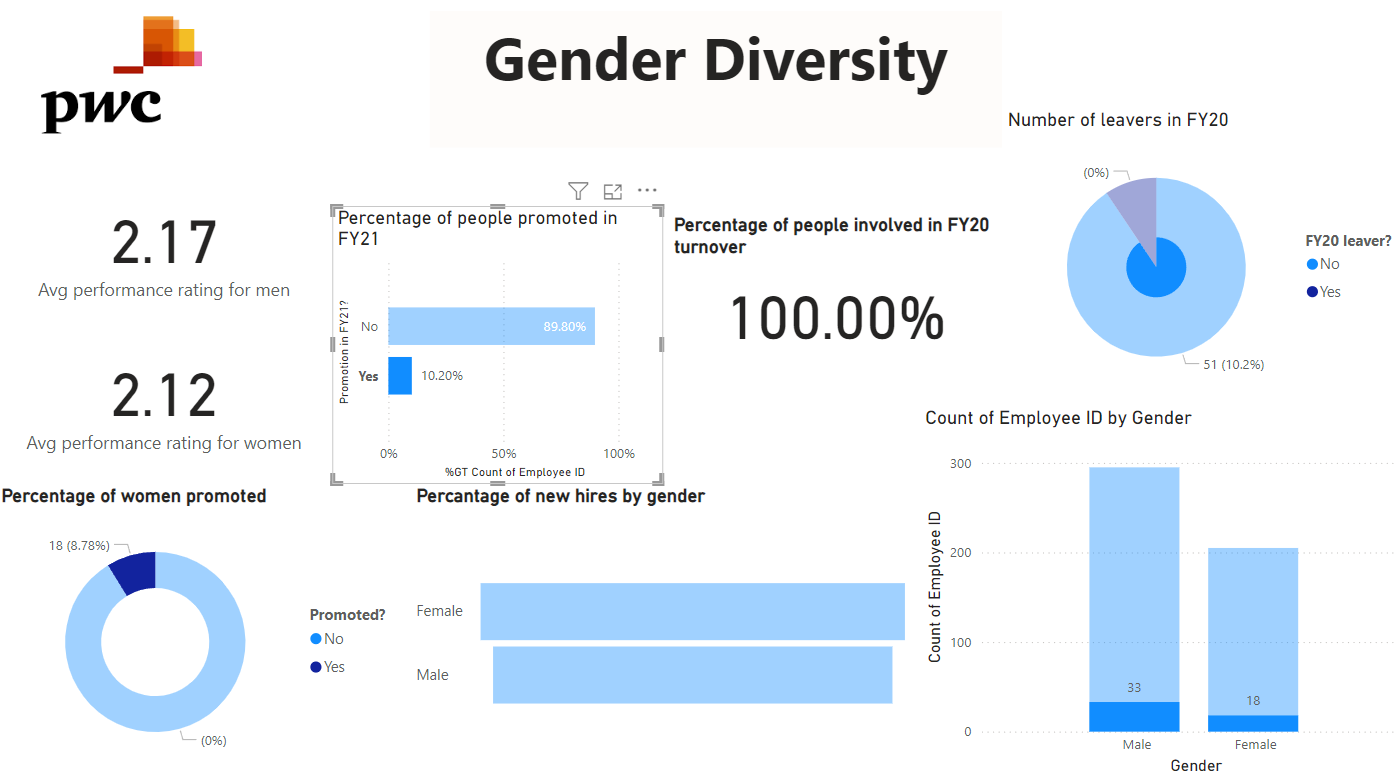 pwc
Gender Diversity
Number of leavers in FY20
(0%)
FY20 leaver?
No
Yes
51 (10.2%)
2.17
Avg performance rating for men
2.12
Avg performance rating for women
Percentage of people promoted in
FY21
Promotion in FY21?
No
89.80%
Yes
10.20%
0%
50%
100%
%GT Count of Employee ID
Percentage of people involved in FY20
turnover
100.00%
Count of Employee ID by Gender
Count of Employee ID
300
200
100
0
33
18
Male
Female
Gender
Percentage of women promoted
18 (8.78%)
(0%)
Promoted?
No
Yes
Percantage of new hires by gender
Female
Male